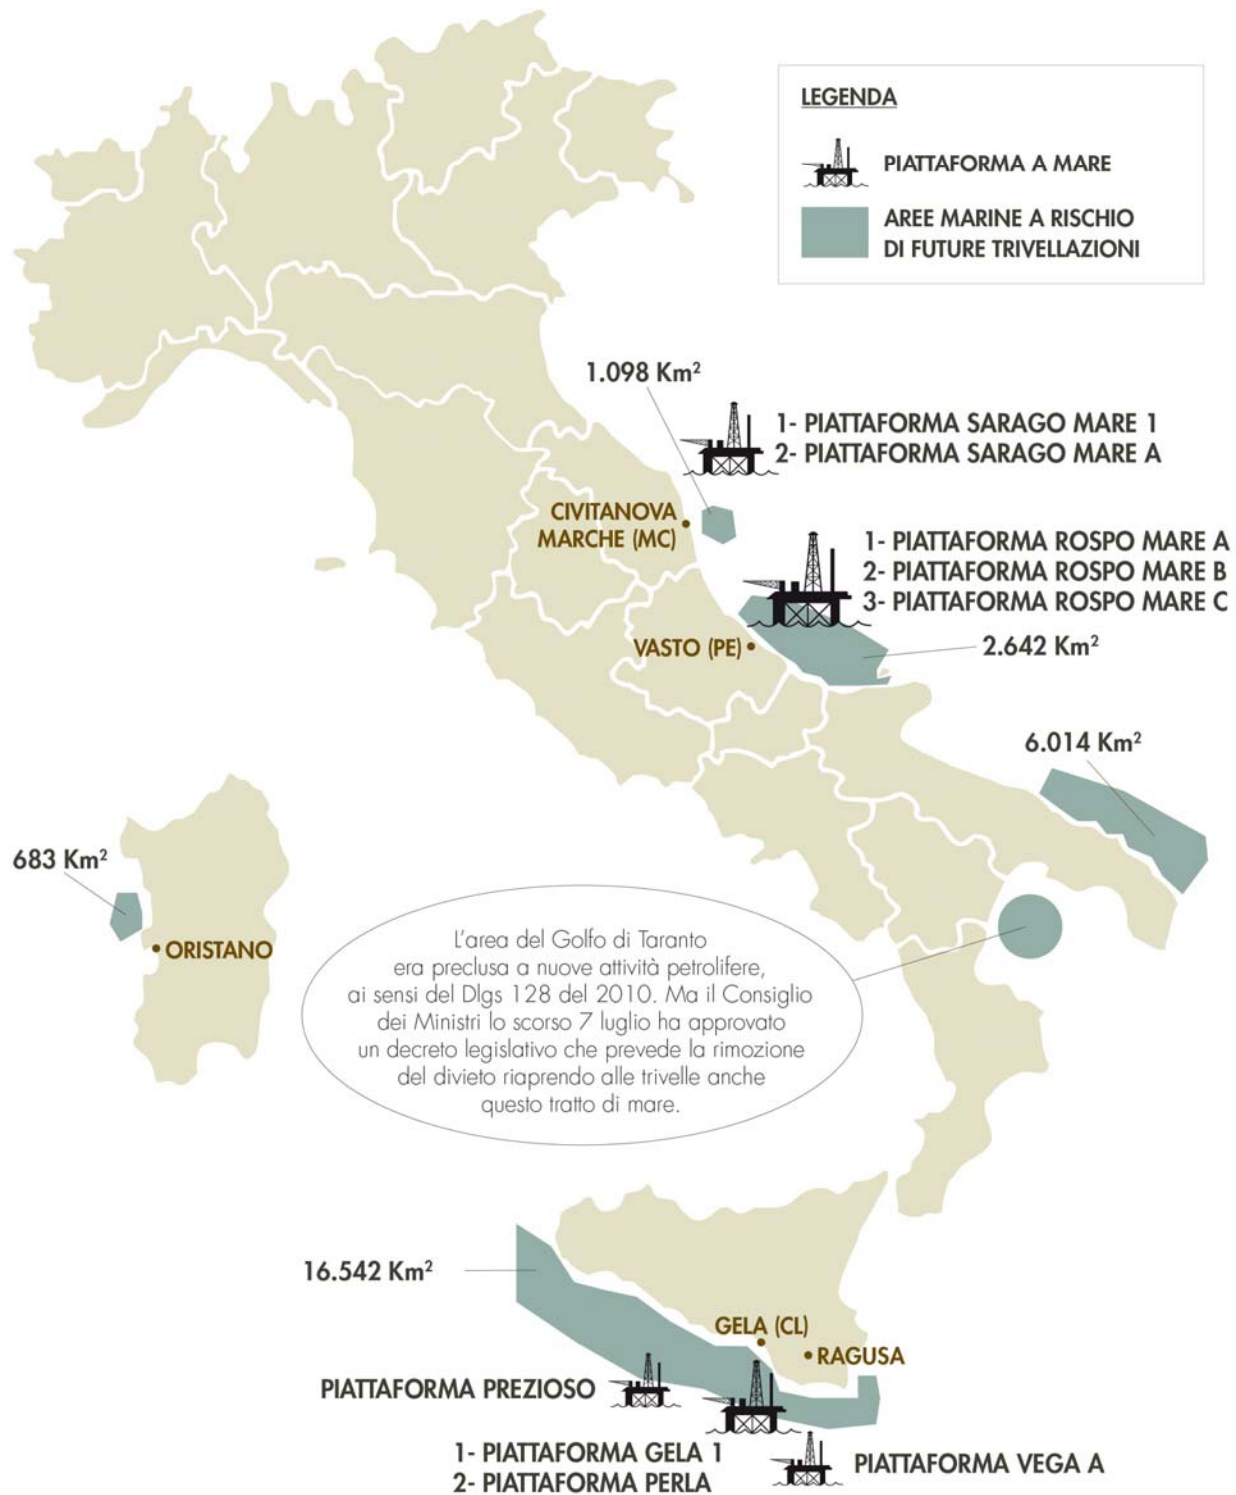 LEGENDA
PIATTAFORMA A MARE
AREE MARINE A RISCHIO
DI FUTURE TRIVELLAZIONI
1.098 Km²
1- PIATTAFORMA SARAGO MARE 1
2- PIATTAFORMA SARAGO MARE A
CIVITANOVA
MARCHE (MC)
1- PIATTAFORMA ROSPO MARE A
2- PIATTAFORMA ROSPO MARE B
3- PIATTAFORMA ROSPO MARE C
VASTO (PE)
2.642 Km²
6.014 Km²
683 Km²
ORISTANO
L'area del Golfo di Taranto
era preclusa a nuove attività petrolifere,
ai sensi del Dlgs 128 del 2010. Ma il Consiglio
dei Ministri lo scorso 7 luglio ha approvato
un decreto legislativo che prevede la rimozione
del divieto riaprendo alle trivelle anche
questo tratto di mare.
16.542 Km²
GELA (CL)
RAGUSA
PIATTAFORMA PREZIOSO
1- PIATTAFORMA GELA 1
2- PIATTAFORMA PERLA
PIATTAFORMA VEGA A